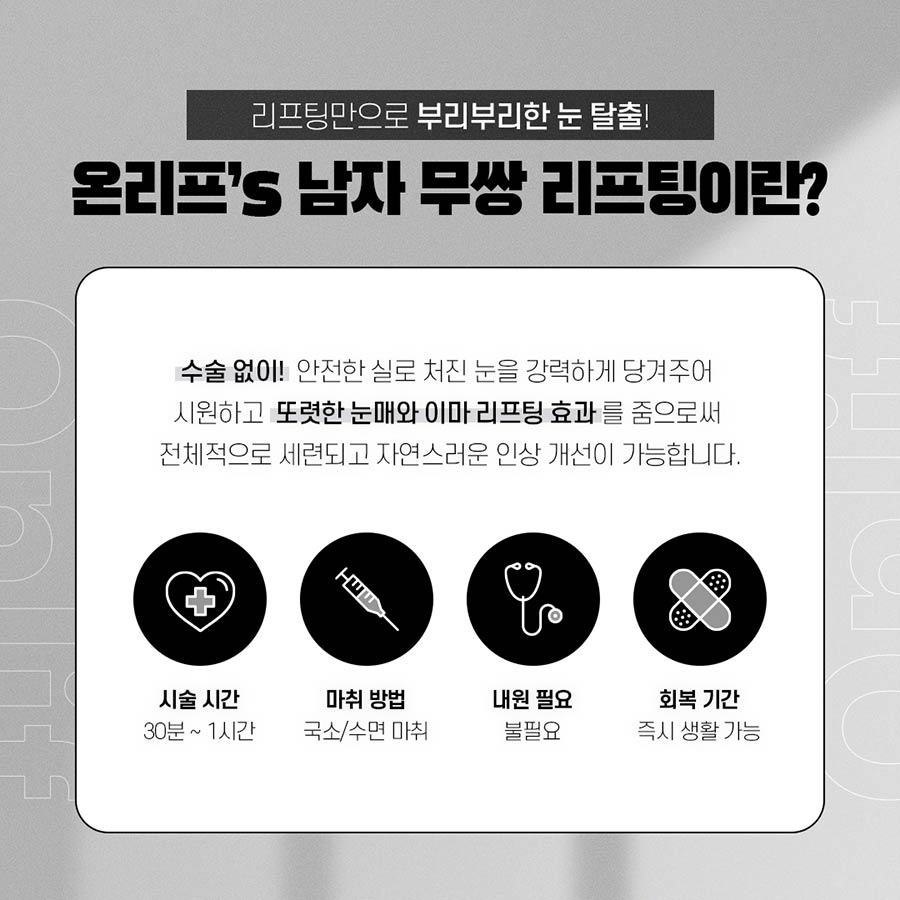 리프팅만으로 부리부리한 눈 탈출!
온리프's 남자 무쌍 리프팅이란?
수술 없이! 안전한 실로 처진 눈을 강력하게 당겨주어
시원하고 또렷한 눈매와 이마 리프팅 효과를 줌으로써
전체적으로 세련되고 자연스러운 인상 개선이 가능합니다.
시술 시간
30분 ~ 1시간
마취 방법
국소/수면 마취
내원 필요
불필요
회복 기간
즉시 생활 가능